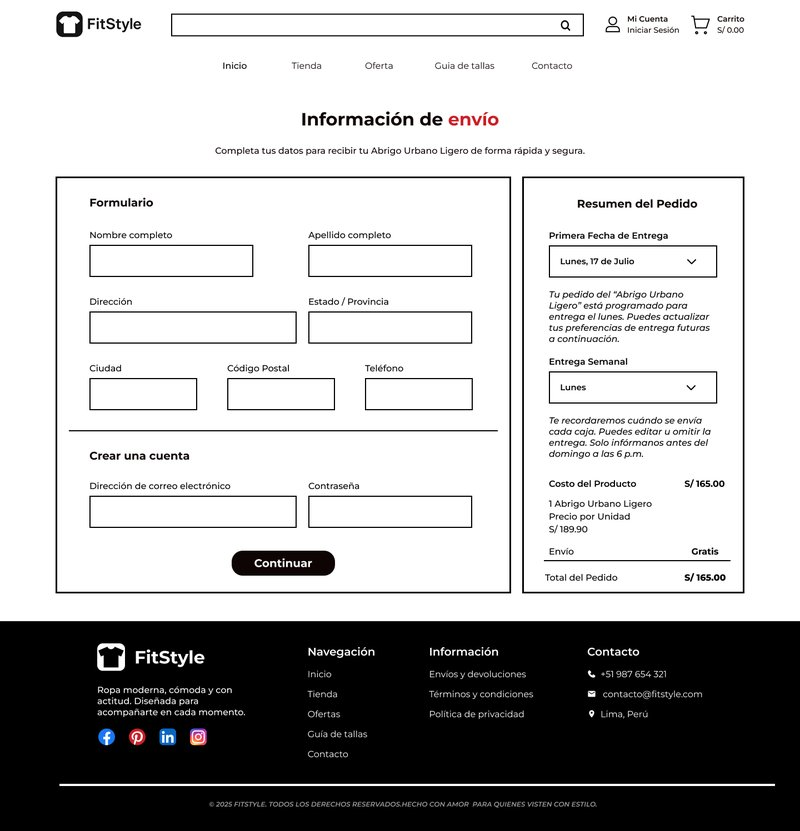 FitStyle
Mi Cuenta
Iniciar Sesión
Carrito
S/ 0.00
Inicio
Tienda
Oferta
Guia de tallas
Contacto
Información de envío
Completa tus datos para recibir tu Abrigo Urbano Ligero de forma rápida y segura.
Formulario
Nombre completo
Apellido completo
Dirección
Estado / Provincia
Ciudad
Código Postal
Teléfono
Crear una cuenta
Dirección de correo electrónico
Contraseña
Continuar
Resumen del Pedido
Primera Fecha de Entrega
Lunes, 17 de Julio
Tu pedido del “Abrigo Urbano
Ligero” está programado para
entrega el lunes. Puedes actualizar
tus preferencias de entrega futuras
a continuación.
Entrega Semanal
Lunes
Te recordaremos cuándo se envía
cada caja. Puedes editar u omitir la
entrega. Solo infórmanos antes del
domingo a las 6 p.m.
Costo del Producto
S/ 165.00
1 Abrigo Urbano Ligero
Precio por Unidad
S/ 189.90
Envío
Gratis
Total del Pedido
S/ 165.00
FitStyle
Ropa moderna, cómoda y con
actitud. Diseñada para
acompañarte en cada momento.
Navegación
Inicio
Tienda
Ofertas
Guía de tallas
Contacto
Información
Envíos y devoluciones
Términos y condiciones
Política de privacidad
Contacto
+51 987 654 321
contacto@fitstyle.com
Lima, Perú
© 2025 FITSTYLE. TODOS LOS DERECHOS RESERVADOS.HECHO CON AMOR PARA QUIENES VISTEN CON ESTILO.